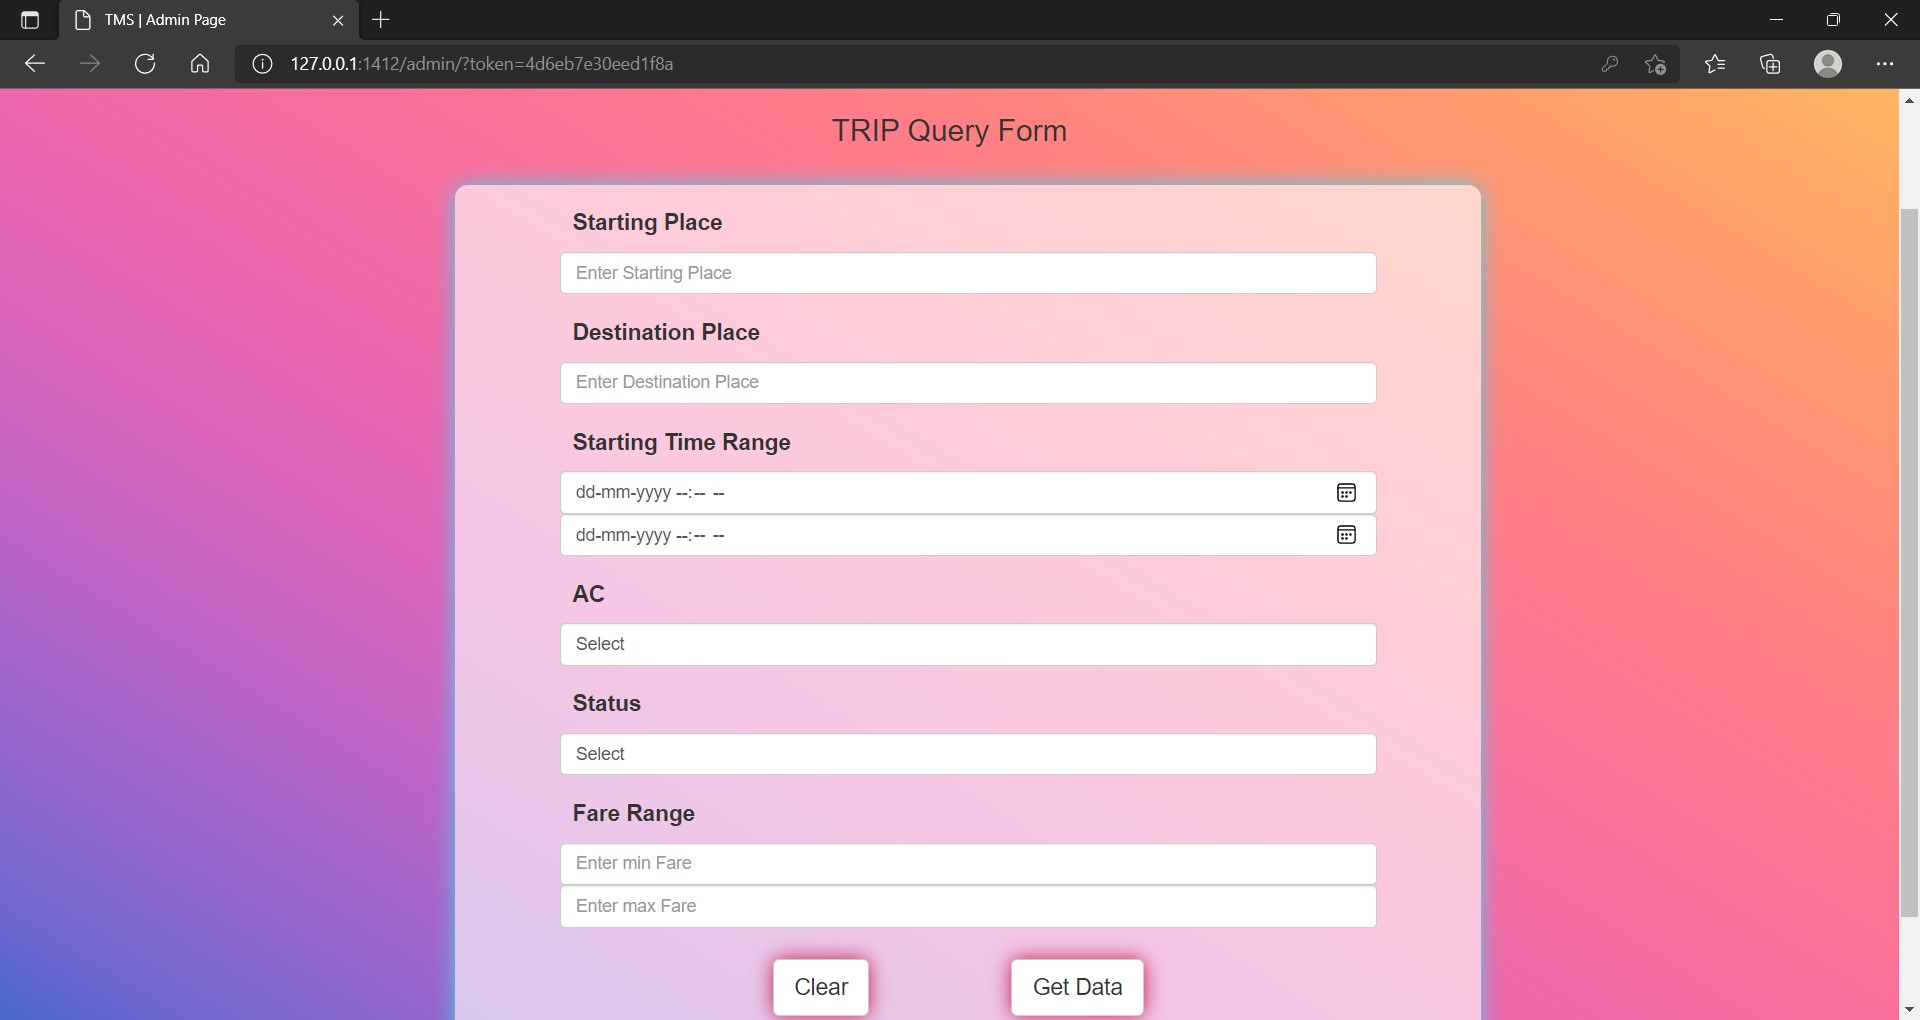 TMS | Admin Page
127.0.0.1:1412/admin/?token=4d6eb7e30eed1f8a
TRIP Query Form
Starting Place
Enter Starting Place
Destination Place
Enter Destination Place
Starting Time Range
dd-mm-yyyy --:-- --
dd-mm-yyyy --:-- --
AC
Select
Status
Select
Fare Range
Enter min Fare
Enter max Fare
Clear
Get Data